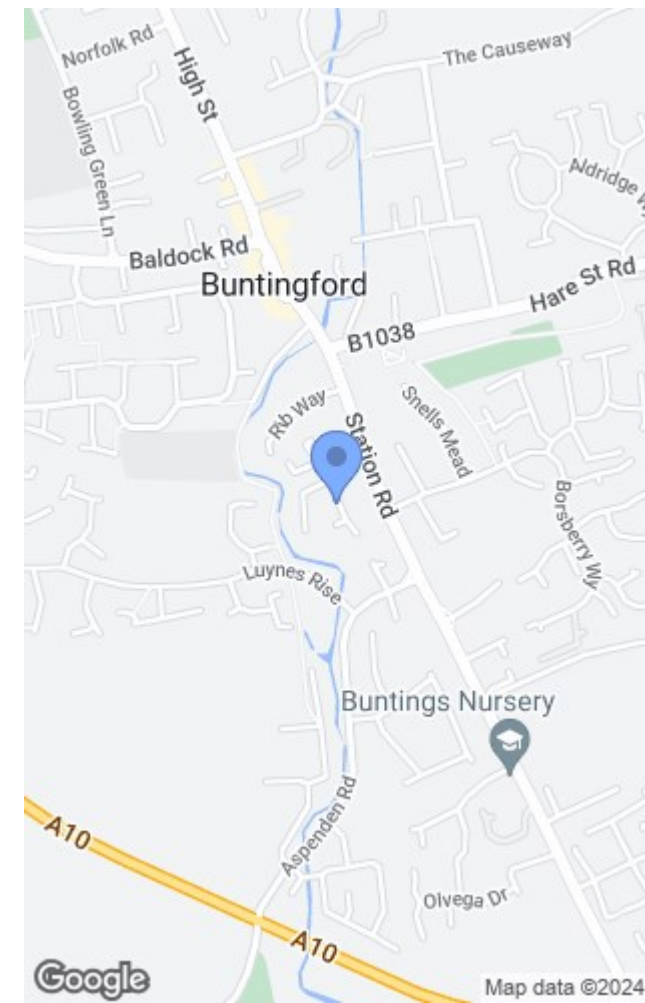 Norfolk Rd
The Causeway
High St
Bowling Green Ln
Aldridge W
Baldock Rd
Buntingford
Hare St Rd
B1038
Rib Way
Snells Mead
Station Rd
Borsberry Wy
Luynes Rise
Buntings Nursery
Aspenden Rd
A10
Olvega Dr
A10
Google
Map data ©2024